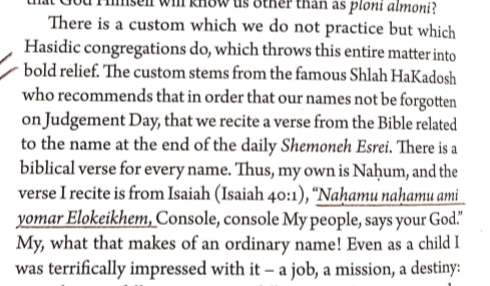 that God Himself will know us other than as ploni almoni?
There is a custom which we do not practice but which
Hasidic congregations do, which throws this entire matter into
bold relief. The custom stems from the famous Shlah HaKadosh
who recommends that in order that our names not be forgotten
on Judgement Day, that we recite a verse from the Bible related
to the name at the end of the daily Shemoneh Esrei. There is a
biblical verse for every name. Thus, my own is Naḥum, and the
verse I recite is from Isaiah (Isaiah 40:1), “Nahamu nahamu ami
yomar Elokeikhem, Console, console My people, says your God.”
My, what that makes of an ordinary name! Even as a child I
was terrifically impressed with it – a job, a mission, a destiny: